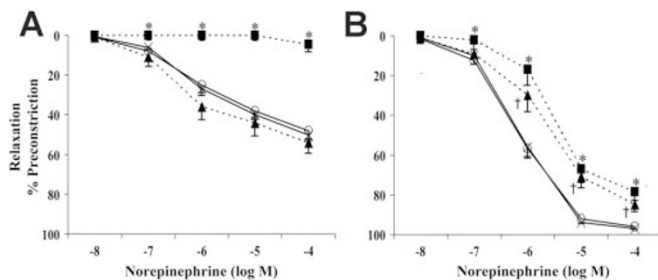 A
B
0
20
40
60
80
100
Relaxation
% Preconstriction
* * * *
-8 -7 -6 -5 -4
Norepinephrine (log M)
0
20
40
60
80
100
* * * *
† † †
-8 -7 -6 -5 -4
Norepinephrine (log M)